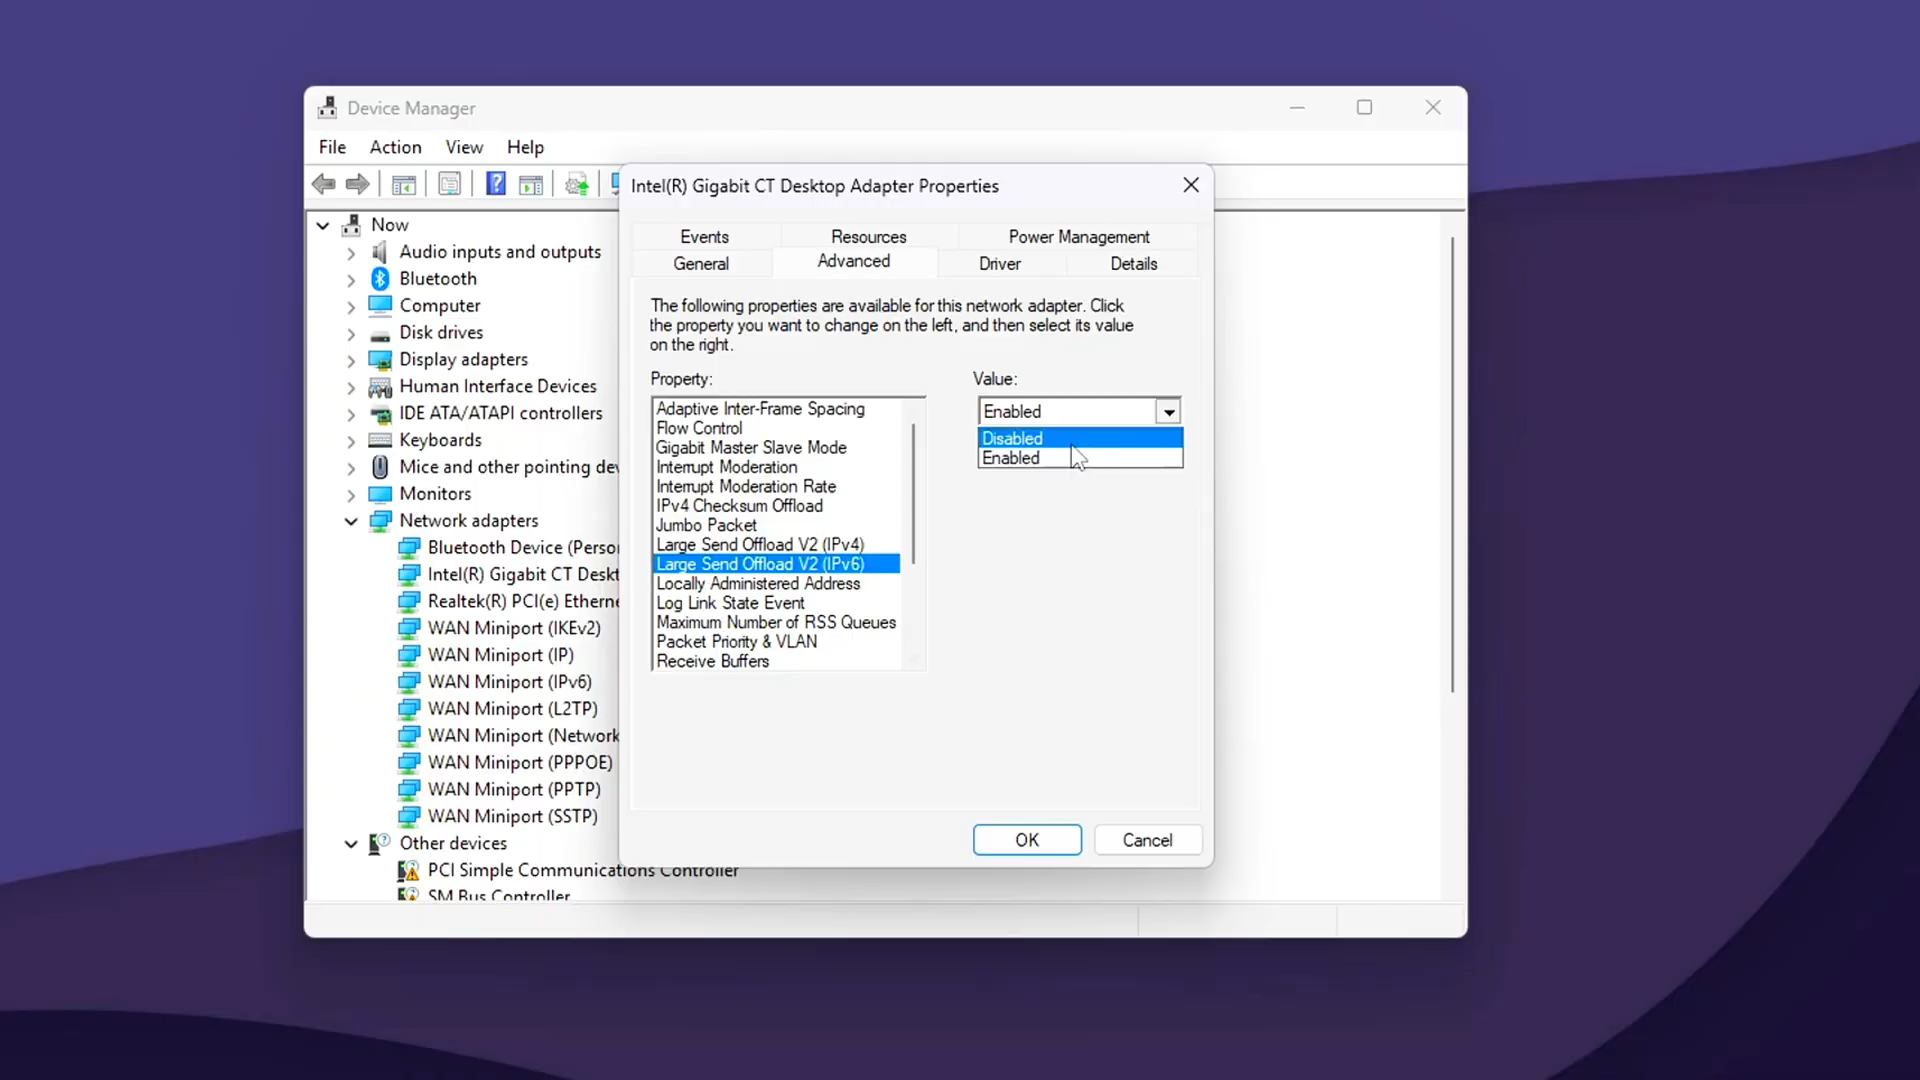 Device Manager
File Action View Help
Now
Audio inputs and outputs
Bluetooth
Computer
Disk drives
Display adapters
Human Interface Devices
IDE ATA/ATAPI controllers
Keyboards
Mice and other pointing dev
Monitors
Network adapters
Bluetooth Device (Person
Intel(R) Gigabit CT Deskt
Realtek(R) PCI(e) Etherne
WAN Miniport (IKEv2)
WAN Miniport (IP)
WAN Miniport (IPv6)
WAN Miniport (L2TP)
WAN Miniport (Network
WAN Miniport (PPPOE)
WAN Miniport (PPTP)
WAN Miniport (SSTP)
Other devices
PCI Simple Communications Controller
SM Bus Controller
Intel(R) Gigabit CT Desktop Adapter Properties
Events Resources Power Management
General Advanced Driver Details
The following properties are available for this network adapter. Click
the property you want to change on the left, and then select its value
on the right.
Property:
Adaptive Inter-Frame Spacing
Flow Control
Gigabit Master Slave Mode
Interrupt Moderation
Interrupt Moderation Rate
IPv4 Checksum Offload
Jumbo Packet
Large Send Offload V2 (IPv4)
Large Send Offload V2 (IPv6)
Locally Administered Address
Log Link State Event
Maximum Number of RSS Queues
Packet Priority & VLAN
Receive Buffers
Value:
Enabled
Disabled
Enabled
OK Cancel